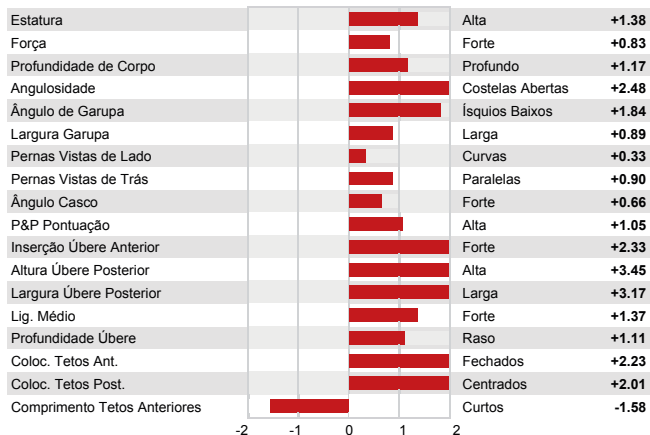 Estatura Alta +1.38
Força Forte +0.83
Profundidade de Corpo Profundo +1.17
Angulosidade Costelas Abertas +2.48
Ângulo de Garupa Ísquios Baixos +1.84
Largura Garupa Larga +0.89
Pernas Vistas de Lado Curvas +0.33
Pernas Vistas de Trás Paralelas +0.90
Ângulo Casco Forte +0.66
P&P Pontuação Alta +1.05
Inserção Úbere Anterior Forte +2.33
Altura Úbere Posterior Alta +3.45
Largura Úbere Posterior Larga +3.17
Lig. Médio Forte +1.37
Profundidade Úbere Raso +1.11
Coloc. Tetos Ant. Fechados +2.23
Coloc. Tetos Post. Centrados +2.01
Comprimento Tetos Anteriores Curtos -1.58
-2 -1 0 1 2